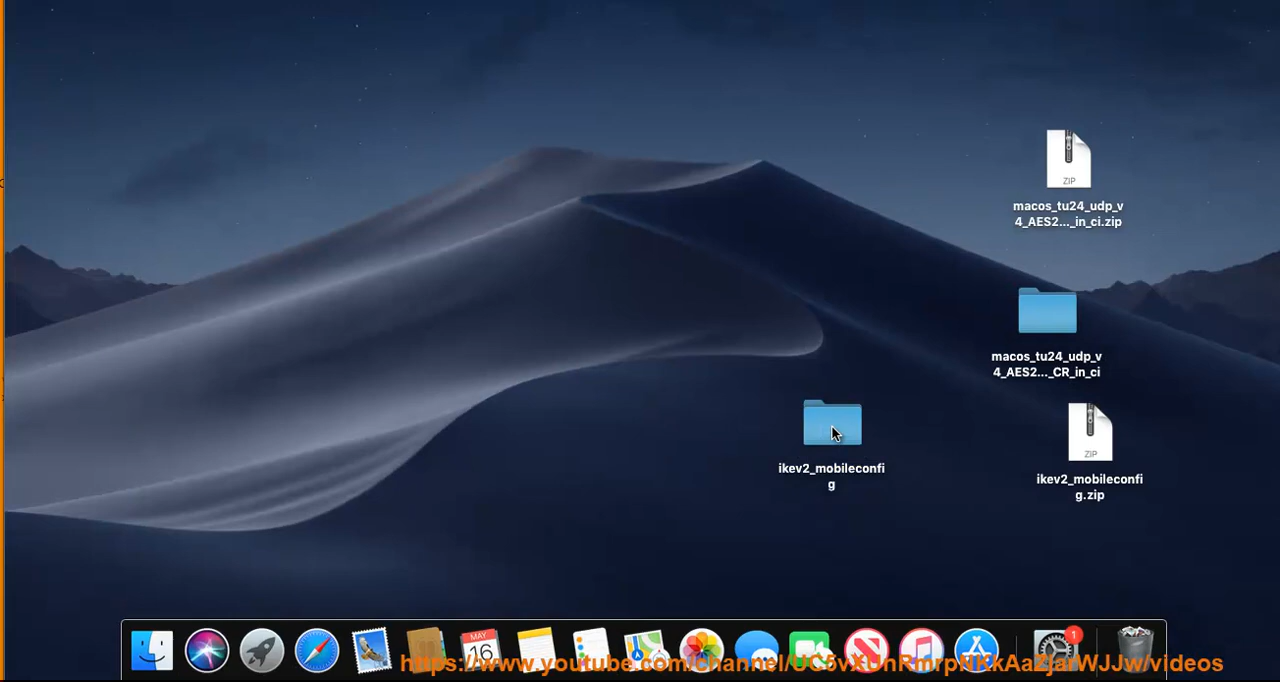 ZIP
macos_tu24_udp_v
4_AES2..._in_ci.zip
macos_tu24_udp_v
4_AES2..._CR_in_ci
ikev2_mobileconfi
g
ZIP
ikev2_mobileconfi
g.zip
MAY
16
1
https://www.youtube.com/channel/UC5vXUnRmrpNKkAaZjarWJJw/videos